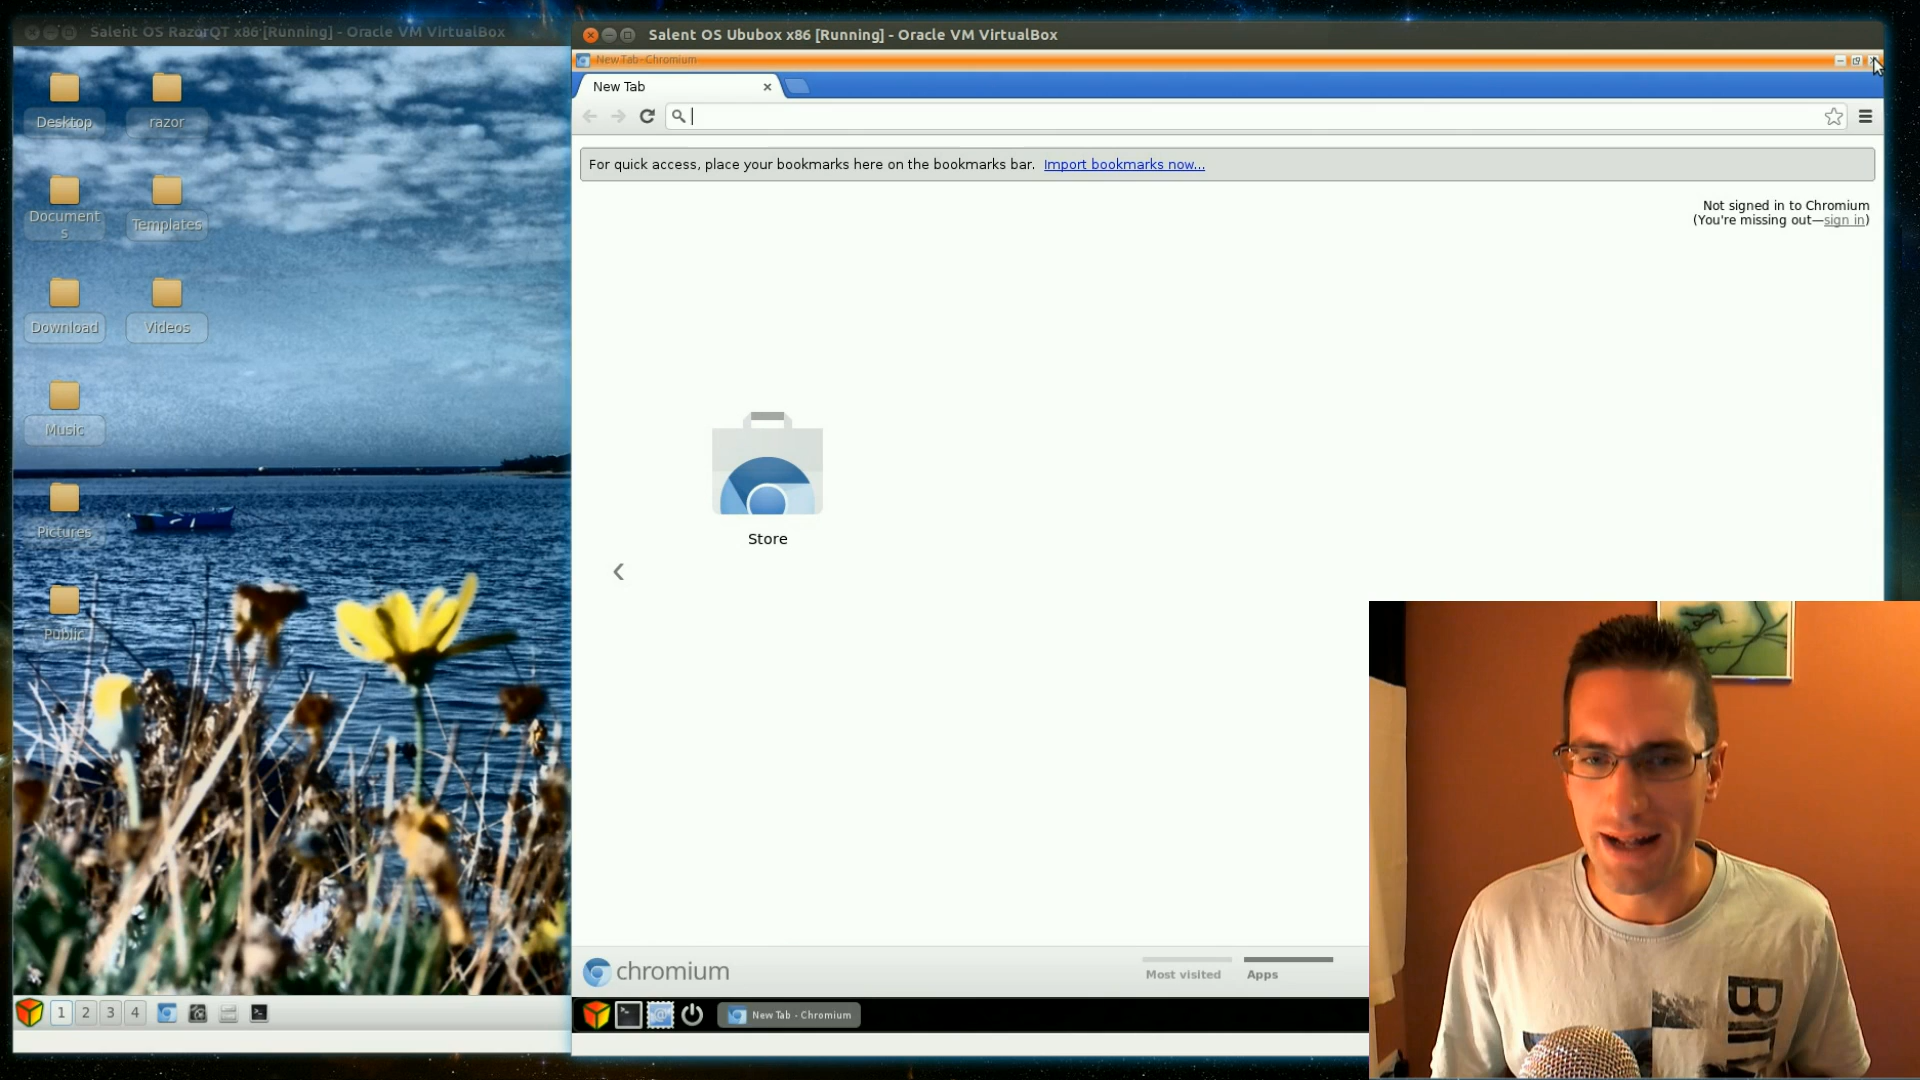 Salent OS RazorQT x86 [Running] - Oracle VM VirtualBox
Desktop
razor
Document
s
Templates
Download
Videos
Music
Pictures
Public
1 2 3 4
Salent OS Ububox x86 [Running] - Oracle VM VirtualBox
New Tab - Chromium
New Tab
For quick access, place your bookmarks here on the bookmarks bar. Import bookmarks now...
Not signed in to Chromium
(You're missing out—sign in)
Store
chromium
Most visited
Apps
New Tab - Chromium